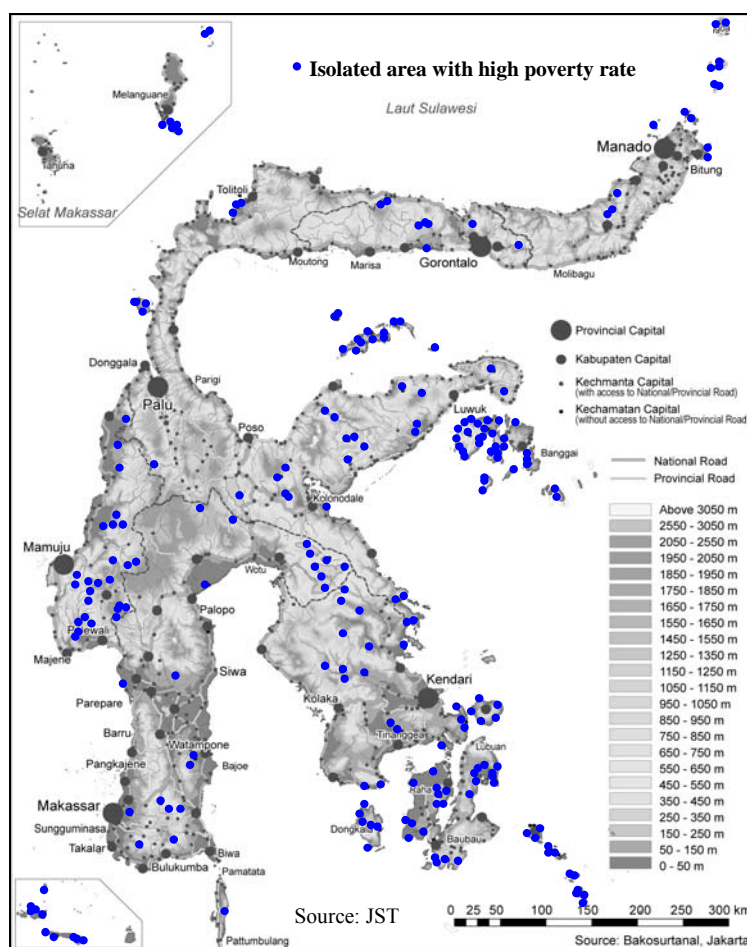 Isolated area with high poverty rate
Melanguane
Laut Sulawesi
Manado
Tahuna
Bitung
Tolitoli
Selat Makassar
Moutong
Marisa
Gorontalo
Molibagu
Provincial Capital
Donggala
Kabupaten Capital
Parigi
Kechmanta Capital
(with access to National/Provincial Road)
Palu
Luwuk
Kechamatan Capital
(without access to National/Provincial Road)
Poso
Banggai
National Road
Provincial Road
Kolonodale
Above 3050 m
2550 - 3050 m
2050 - 2550 m
1950 - 2050 m
1850 - 1950 m
1750 - 1850 m
1650 - 1750 m
1550 - 1650 m
1450 - 1550 m
1250 - 1350 m
1150 - 1250 m
1050 - 1150 m
950 - 1050 m
850 - 950 m
750 - 850 m
650 - 750 m
550 - 650 m
450 - 550 m
350 - 450 m
250 - 350 m
150 - 250 m
50 - 150 m
0 - 50 m
Mamuju
Wotu
Palopo
Polewali
Majene
Siwa
Kendari
Parepare
Kolaka
Barru
Watampone
Tinanggea
Pangkajene
Bajoe
Raha
Makassar
Sungguminasa
Dongkala
Baubau
Takalar
Biwa
Bulukumba
Pamatata
Source: JST
Pattumbulang
0 25 50 100 150 200 300 km
Source: Bakosurtanal, Jakarta